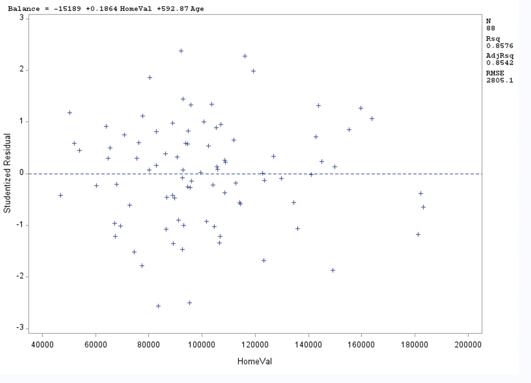 Balance = -15189 +0.1864 HomeVal +592.87 Age
N
88
Rsq
0.8576
AdjRsq
0.8542
RMSE
2805.1
3
2
1
0
-1
-2
-3
Studentized Residual
40000 60000 80000 100000 120000 140000 160000 180000 200000
HomeVal